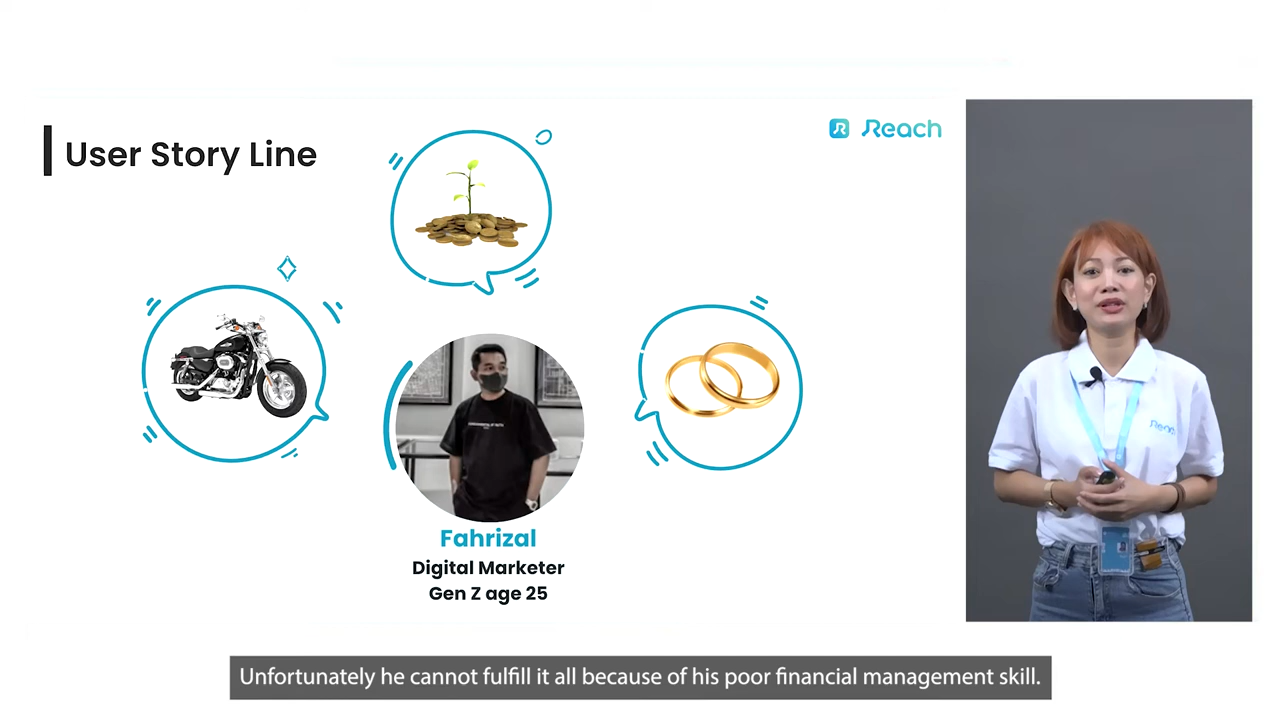 User Story Line
Reach
Fahrizal
Digital Marketer
Gen Z age 25
Reach
Unfortunately he cannot fulfill it all because of his poor financial management skill.